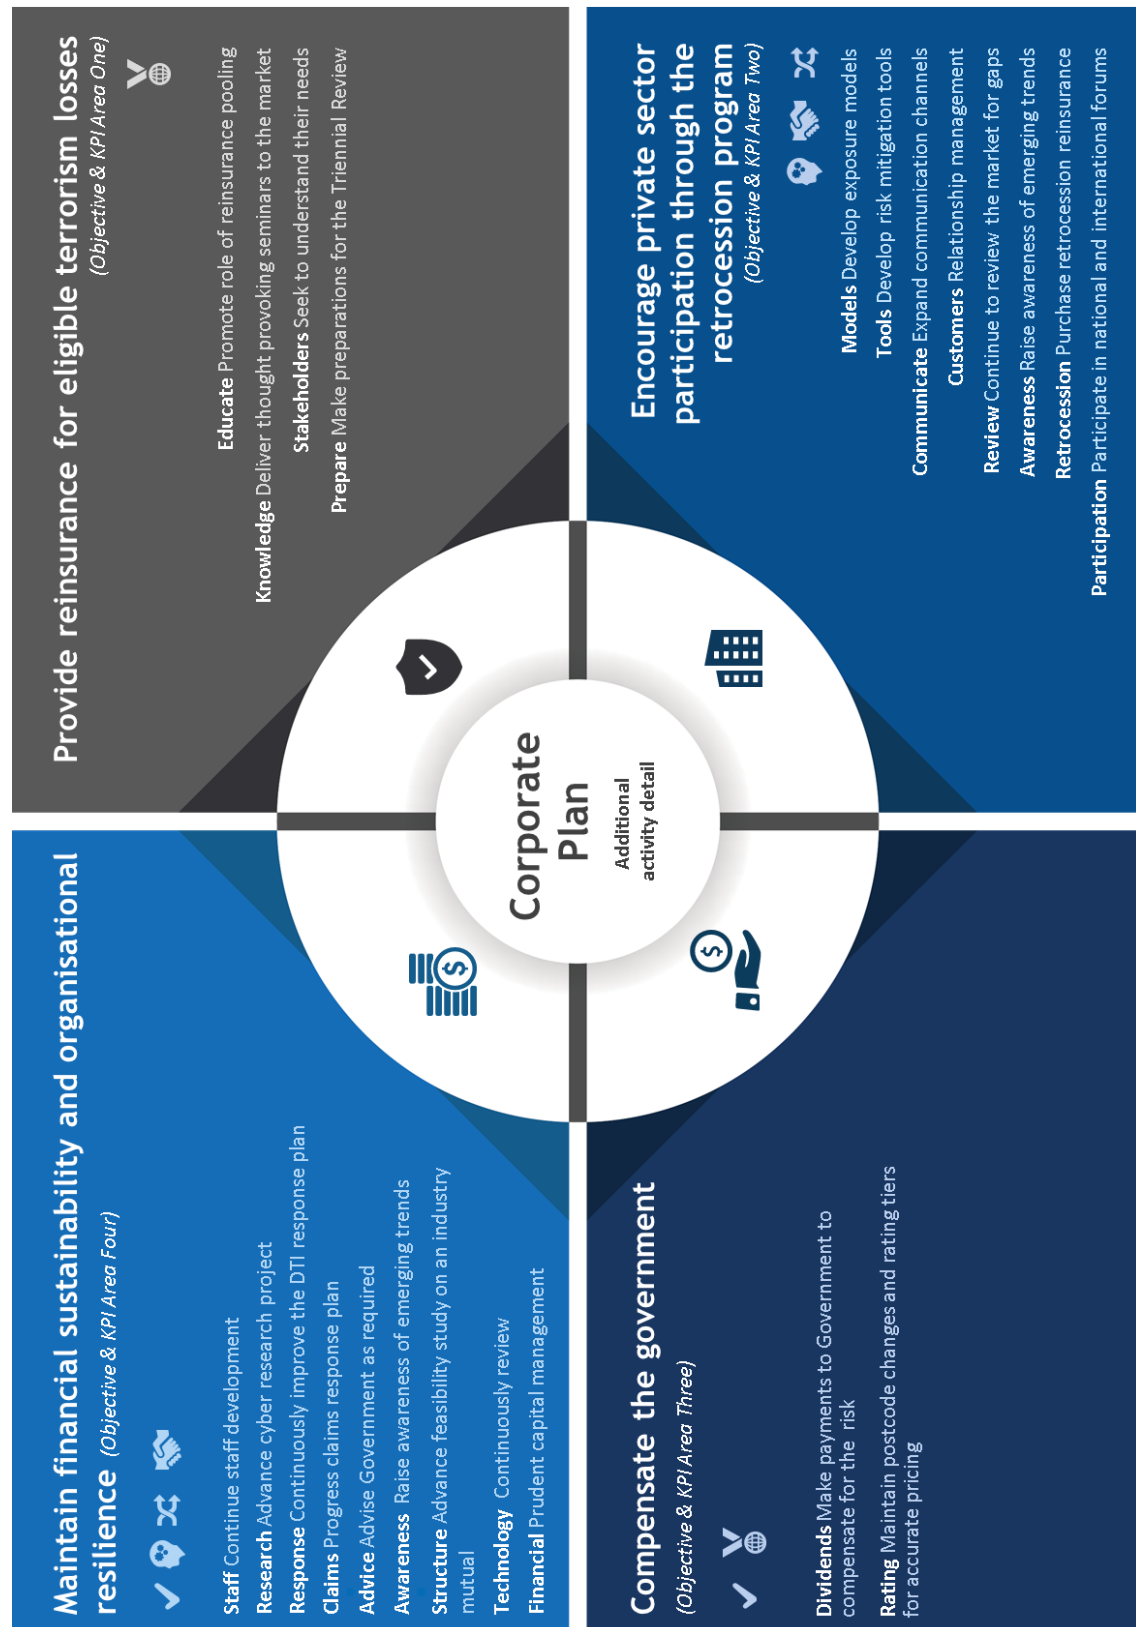 Maintain financial sustainability and organisational
resilience (Objective & KPI Area Four)
Staff Continue staff development
Research Advance cyber research project
Response Continuously improve the DTI response plan
Claims Progress claims response plan
Advice Advise Government as required
Awareness Raise awareness of emerging trends
Structure Advance feasibility study on an industry
mutual
Technology Continuously review
Financial Prudent capital management
Provide reinsurance for eligible terrorism losses
(Objective & KPI Area One)
Educate Promote role of reinsurance pooling
Knowledge Deliver thought provoking seminars to the market
Stakeholders Seek to understand their needs
Prepare Make preparations for the Triennial Review
Corporate
Plan
Additional
activity detail
Compensate the government
(Objective & KPI Area Three)
Dividends Make payments to Government to
compensate for the risk
Rating Maintain postcode changes and rating tiers
for accurate pricing
Encourage private sector
participation through the
retrocession program
(Objective & KPI Area Two)
Models Develop exposure models
Tools Develop risk mitigation tools
Communicate Expand communication channels
Customers Relationship management
Review Continue to review the market for gaps
Awareness Raise awareness of emerging trends
Retrocession Purchase retrocession reinsurance
Participation Participate in national and international forums